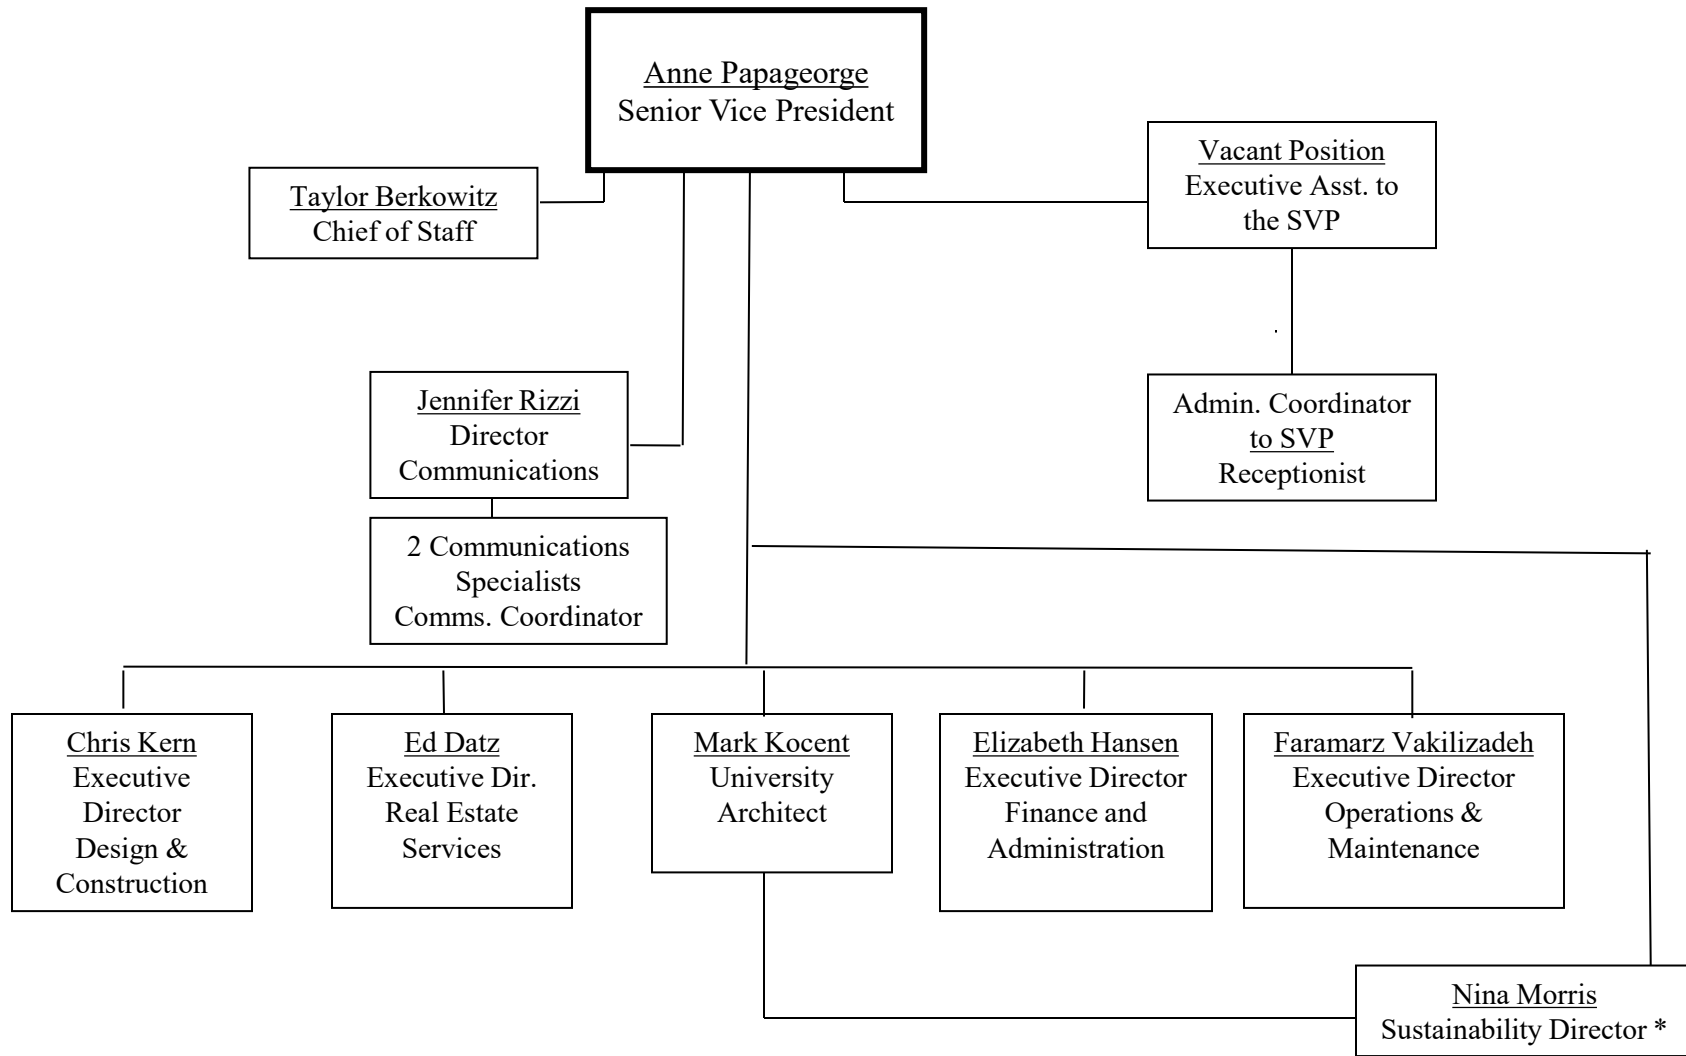 Anne Papageorge
Senior Vice President
Vacant Position
Executive Asst. to
the SVP
Taylor Berkowitz
Chief of Staff
Jennifer Rizzi
Director
Communications
Admin. Coordinator
to SVP
Receptionist
2 Communications
Specialists
Comms. Coordinator
Chris Kern
Executive
Director
Design &
Construction
Ed Datz
Executive Dir.
Real Estate
Services
Mark Kocent
University
Architect
Elizabeth Hansen
Executive Director
Finance and
Administration
Faramarz Vakilizadeh
Executive Director
Operations &
Maintenance
Nina Morris
Sustainability Director *